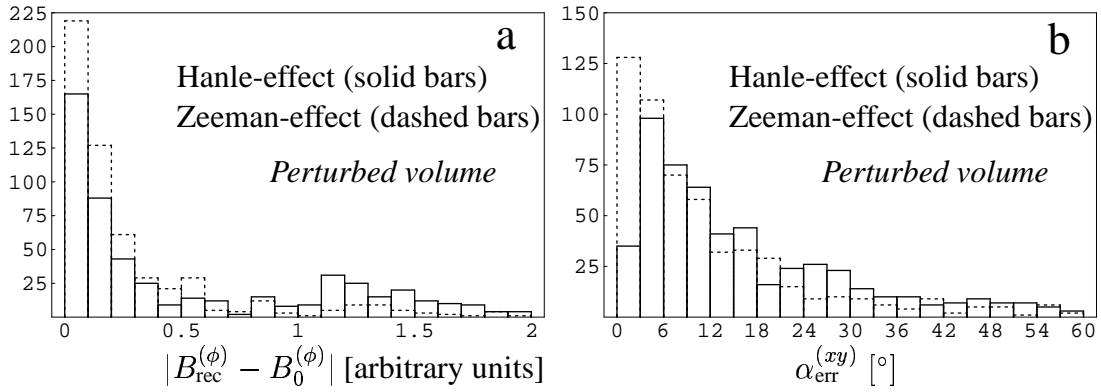 225
200
175
150
125
100
75
50
25
0 0.5 1 1.5 2
a
Hanle-effect (solid bars)
Zeeman-effect (dashed bars)
Perturbed volume
|B_rec^(ϕ) − B_0^(ϕ)| [arbitrary units]
150
125
100
75
50
25
0 6 12 18 24 30 36 42 48 54 60
b
Hanle-effect (solid bars)
Zeeman-effect (dashed bars)
Perturbed volume
α_err^(xy) [°]